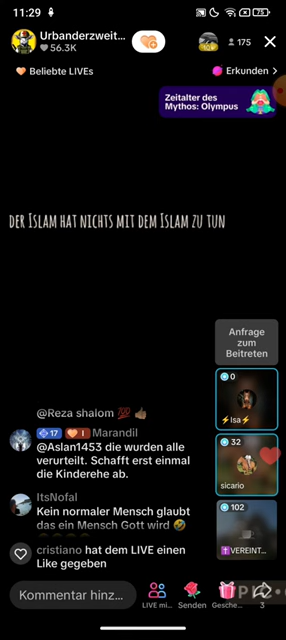 11:29
75
Urbanderzweit...
56.3K
175
Beliebte LIVEs
Erkunden
Zeitalter des
Mythos: Olympus
der Islam hat nichts mit dem Islam zu tun
Anfrage
zum
Beitreten
0
⚡Isa⚡
32
sicario
102
VEREINT...
@Reza shalom 💯 👍🏽
17 1 Marandil
@Aslan1453 die wurden alle
verurteilt. Schafft erst einmal
die Kinderehe ab.
ItsNofal
Kein normaler Mensch glaubt
das ein Mensch Gott wird 🤣
cristiano hat dem LIVE einen
Like gegeben
Kommentar hinz...
LIVE mi...
Senden
Gesche...
3